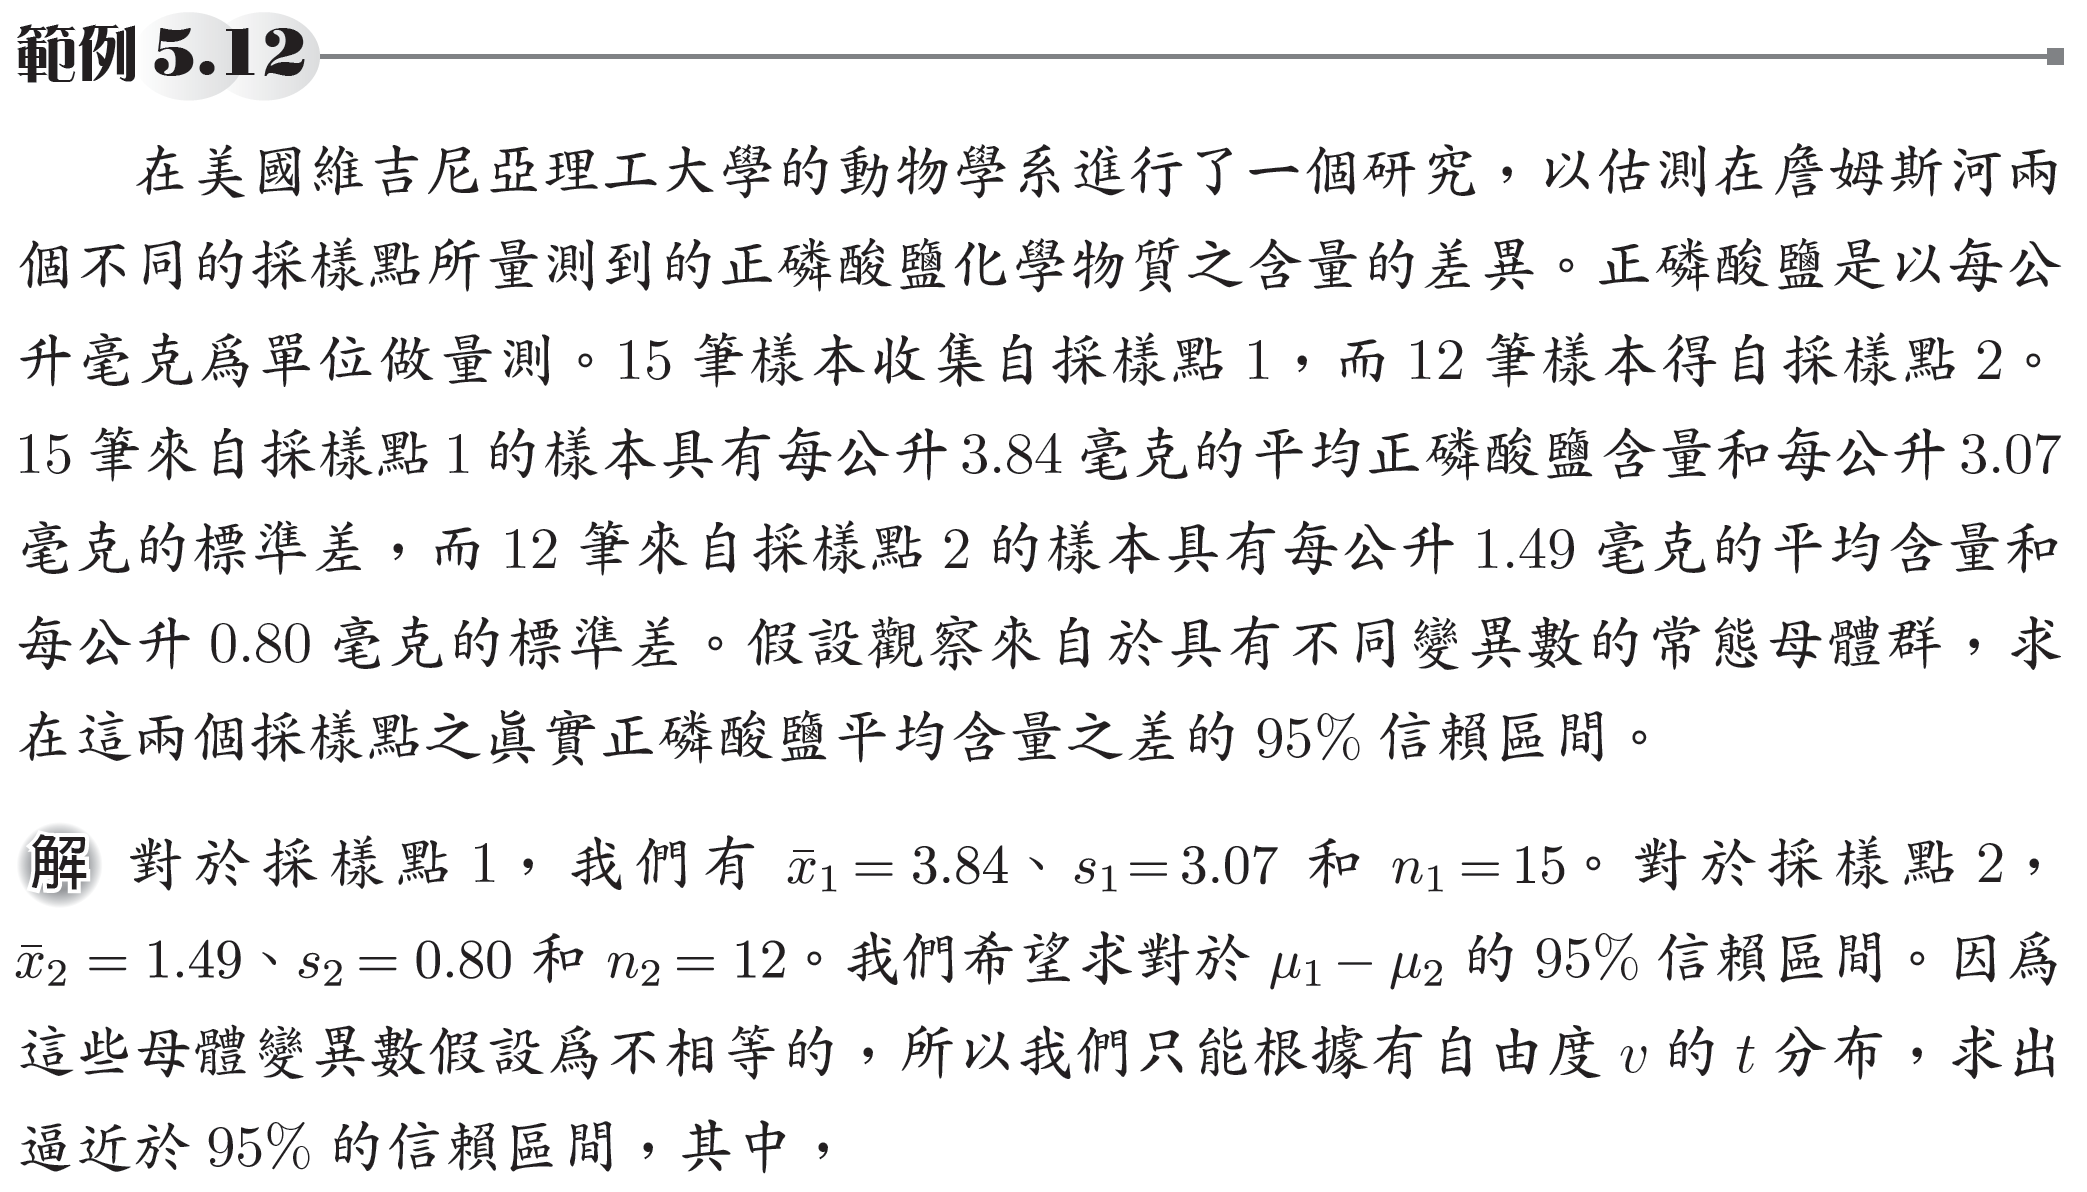 範例 5.12
在美國維吉尼亞理工大學的動物學系進行了一個研究，以估測在詹姆斯河兩
個不同的採樣點所量測到的正磷酸鹽化學物質之含量的差異。正磷酸鹽是以每公
升毫克為單位做量測。15 筆樣本收集自採樣點 1，而 12 筆樣本得自採樣點 2。
15 筆來自採樣點 1 的樣本具有每公升 3.84 毫克的平均正磷酸鹽含量和每公升 3.07
毫克的標準差，而 12 筆來自採樣點 2 的樣本具有每公升 1.49 毫克的平均含量和
每公升 0.80 毫克的標準差。假設觀察來自於具有不同變異數的常態母體群，求
在這兩個採樣點之真實正磷酸鹽平均含量之差的 95% 信賴區間。
解 對於採樣點 1，我們有 x̄₁ = 3.84、s₁ = 3.07 和 n₁ = 15。對於採樣點 2，
x̄₂ = 1.49、s₂ = 0.80 和 n₂ = 12。我們希望求對於 μ₁ − μ₂ 的 95% 信賴區間。因為
這些母體變異數假設為不相等的，所以我們只能根據有自由度 v 的 t 分布，求出
逼近於 95% 的信賴區間，其中，